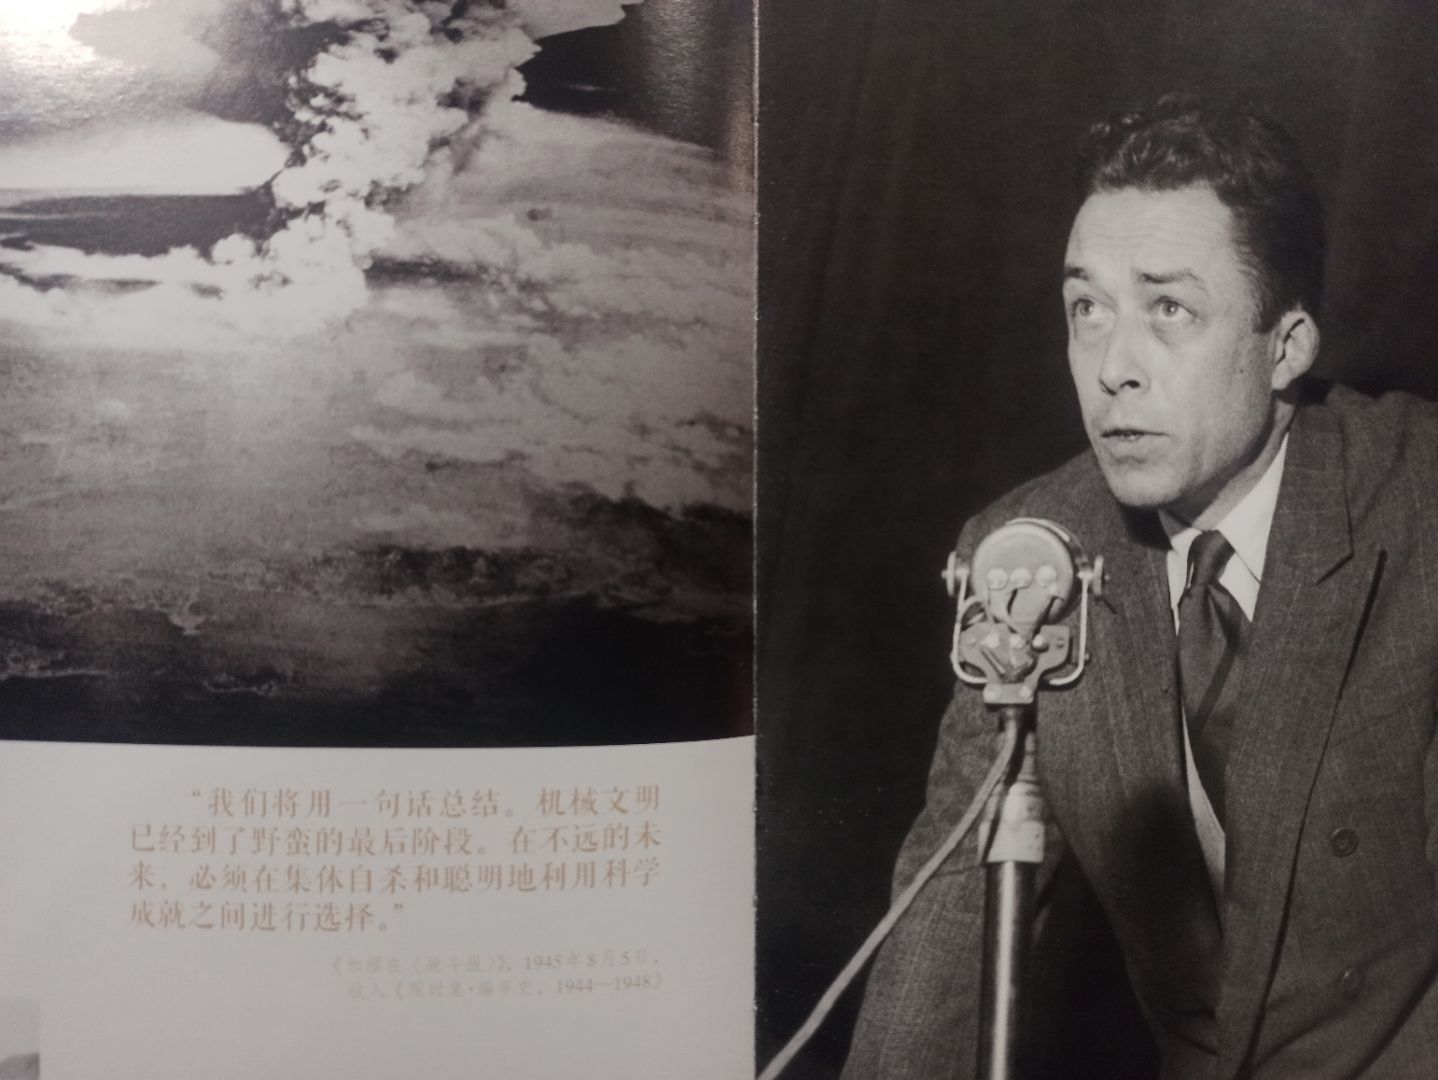 “我们将用一句话总结。机械文明
已经到了野蛮的最后阶段。在不远的未
来，必须在集体自杀和聪明地利用科学
成就之间进行选择。”
《加缪在〈战斗报〉》，1945年8月5日，
收入《现时集·编年史，1944—1948》